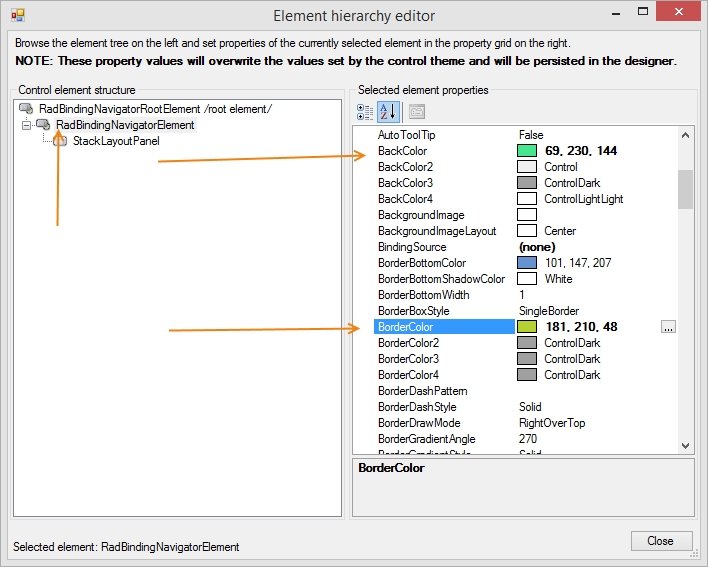 Element hierarchy editor
Browse the element tree on the left and set properties of the currently selected element in the property grid on the right.
NOTE: These property values will overwrite the values set by the control theme and will be persisted in the designer.
Control element structure
RadBindingNavigatorRootElement /root element/
RadBindingNavigatorElement
StackLayoutPanel
Selected element properties
AutoToolTip False
BackColor 69, 230, 144
BackColor2 Control
BackColor3 ControlDark
BackColor4 ControlLightLight
BackgroundImage
BackgroundImageLayout Center
BindingSource (none)
BorderBottomColor 101, 147, 207
BorderBottomShadowColor White
BorderBottomWidth 1
BorderBoxStyle SingleBorder
BorderColor 181, 210, 48 ...
BorderColor2 ControlDark
BorderColor3 ControlDark
BorderColor4 ControlDark
BorderDashPattern
BorderDashStyle Solid
BorderDrawMode RightOverTop
BorderGradientAngle 270
BorderGradientStyle Solid
BorderColor
Selected element: RadBindingNavigatorElement
Close